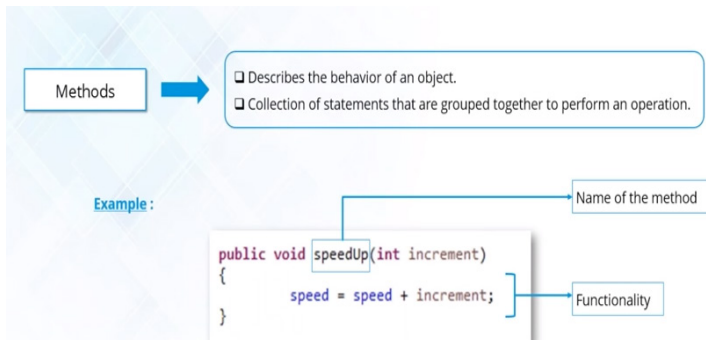 Methods
❑ Describes the behavior of an object.
❑ Collection of statements that are grouped together to perform an operation.
Example :
Name of the method
public void speedUp(int increment)
{
speed = speed + increment;
Functionality
}